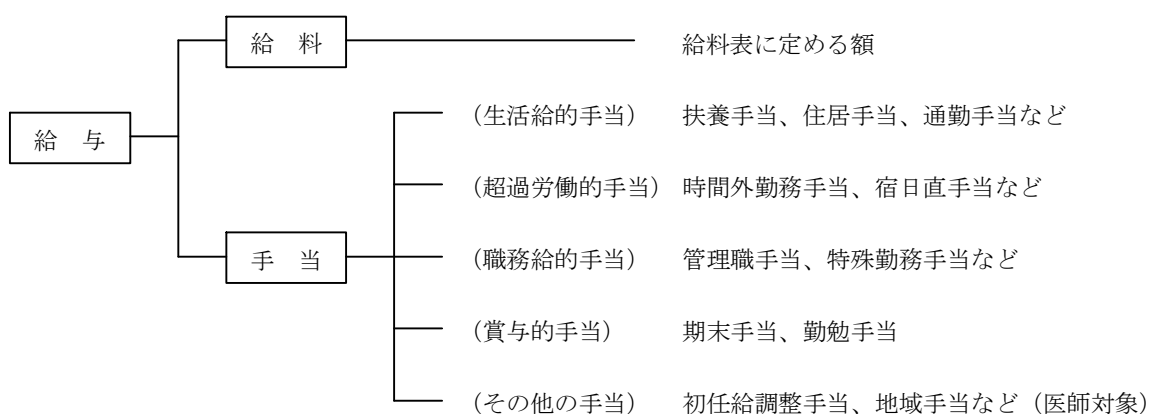 給　料　給料表に定める額
（生活給的手当）　扶養手当、住居手当、通勤手当など
給　与
（超過労働的手当）　時間外勤務手当、宿日直手当など
手　当　（職務給的手当）　管理職手当、特殊勤務手当など
（賞与的手当）　期末手当、勤勉手当
（その他の手当）　初任給調整手当、地域手当など（医師対象）